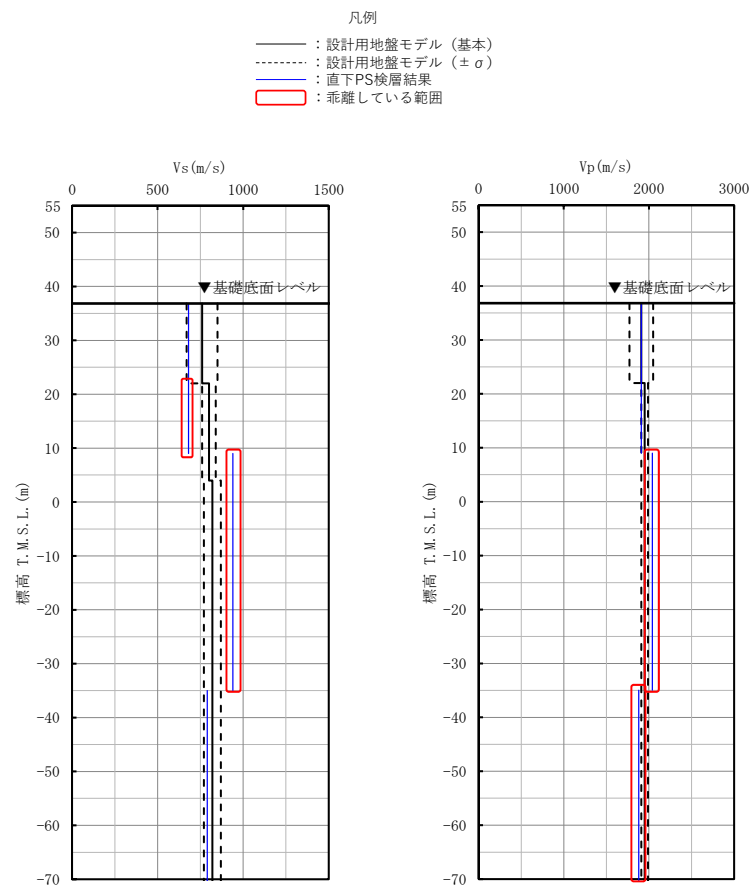 凡例
：設計用地盤モデル（基本）
：設計用地盤モデル（±σ）
：直下PS検層結果
：乖離している範囲
Vs(m/s)
0 500 1000 1500
55
50
40
30
20
10
0
-10
-20
-30
-40
-50
-60
-70
標高 T.M.S.L.(m)
▼基礎底面レベル
Vp(m/s)
0 1000 2000 3000
55
50
40
30
20
10
0
-10
-20
-30
-40
-50
-60
-70
標高 T.M.S.L.(m)
▼基礎底面レベル